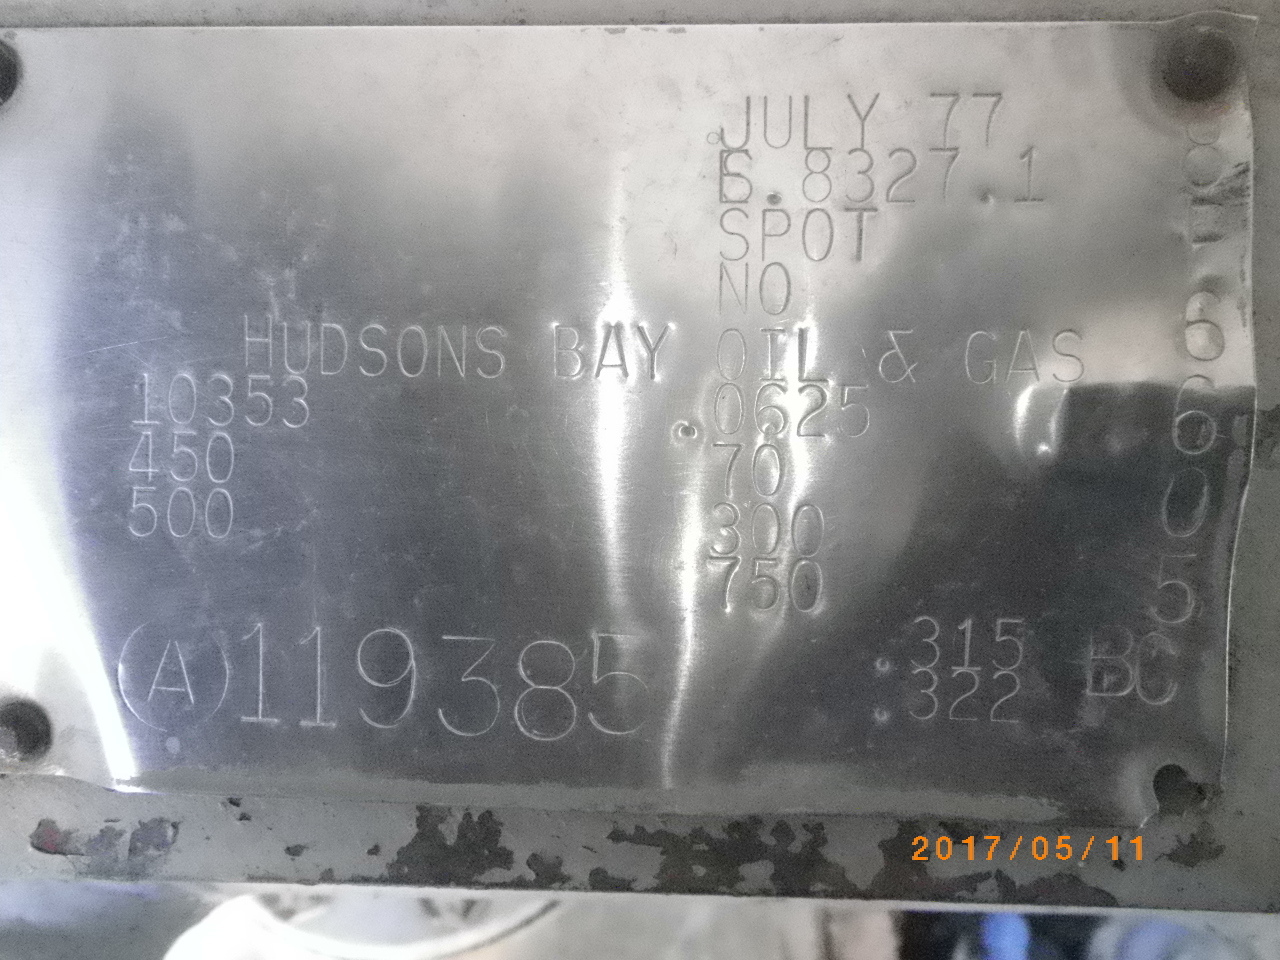 JULY 77
8327.1
SPOT
NO
HUDSONS BAY OIL & GAS
10353 .0625
450 70
500 300
750
A 119385
.315 BC
.322
6605
2017/05/11